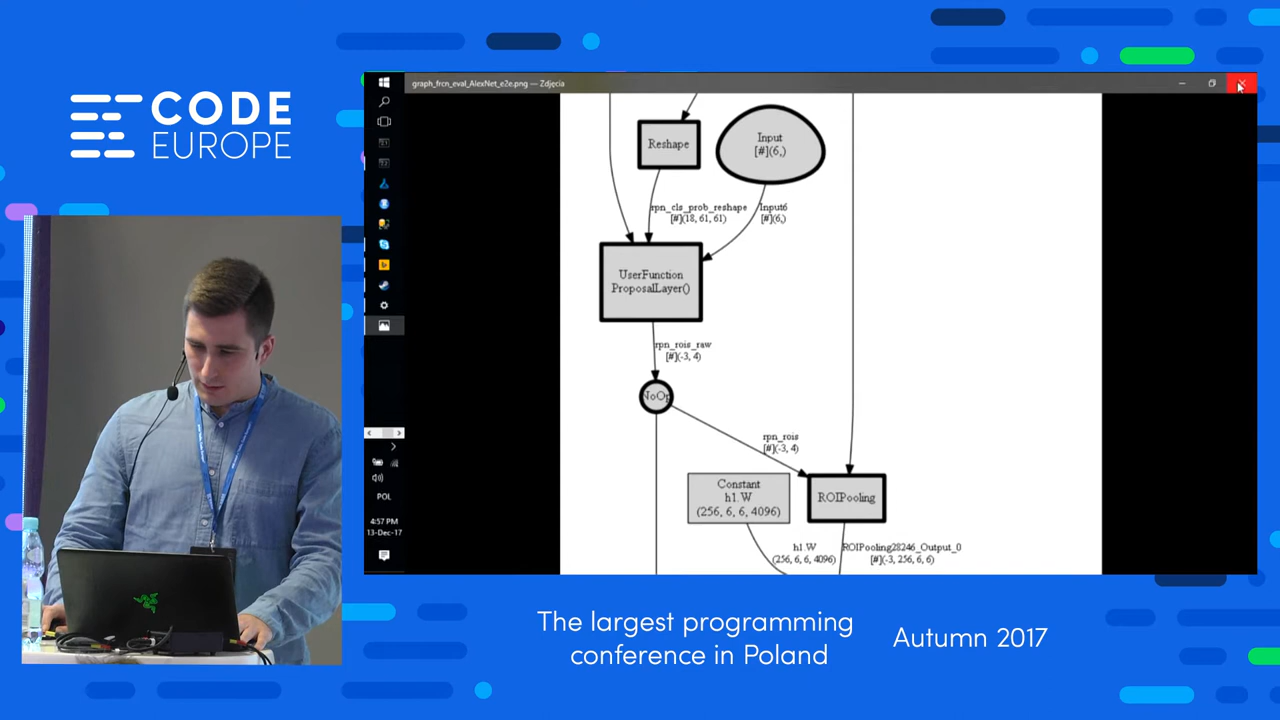 CODE
EUROPE
graph_frcn_eval_AlexNet_e2e.png — Zdjęcia
Reshape
Input
[#](6,)
rpn_cls_prob_reshape
[#](18, 61, 61)
Input6
[#](6,)
UserFunction
ProposalLayer()
rpn_rois_raw
[#](-3, 4)
NoOp
rpn_rois
[#](-3, 4)
Constant
h1.W
(256, 6, 6, 4096)
ROIPooling
h1.W
(256, 6, 6, 4096)
ROIPooling28246_Output_0
[#](-3, 256, 6, 6)
POL
4:57 PM
13-Dec-17
The largest programming
conference in Poland
Autumn 2017